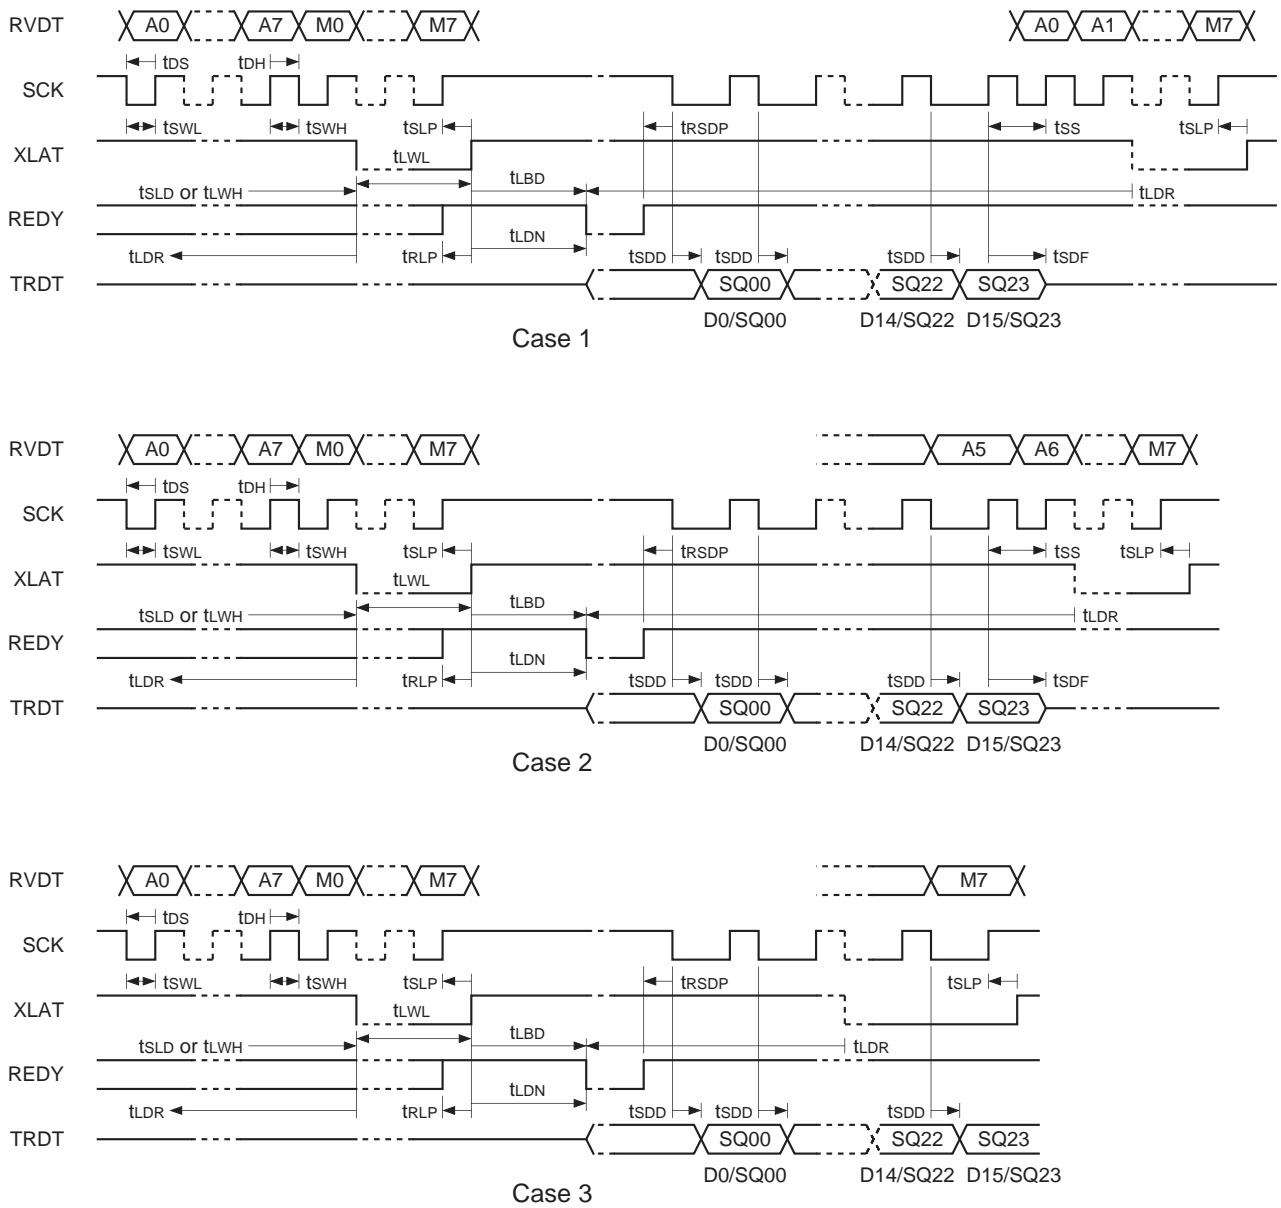 RVDT A0 A7 M0 M7 A0 A1 M7
tDS tDH
SCK
tSWL tSWH tSLP tRSDP tSS tSLP
XLAT tLWL
tSLD or tLWH tLBD tLDR
REDY
tLDR tRLP tLDN tSDD tSDD tSDD tSDF
TRDT SQ00 SQ22 SQ23
D0/SQ00 D14/SQ22 D15/SQ23
Case 1
RVDT A0 A7 M0 M7 A5 A6 M7
tDS tDH
SCK
tSWL tSWH tSLP tRSDP tSS tSLP
XLAT tLWL
tSLD or tLWH tLBD tLDR
REDY
tLDR tRLP tLDN tSDD tSDD tSDD tSDF
TRDT SQ00 SQ22 SQ23
D0/SQ00 D14/SQ22 D15/SQ23
Case 2
RVDT A0 A7 M0 M7 M7
tDS tDH
SCK
tSWL tSWH tSLP tRSDP tSLP
XLAT tLWL
tSLD or tLWH tLBD tLDR
REDY
tLDR tRLP tLDN tSDD tSDD tSDD
TRDT SQ00 SQ22 SQ23
D0/SQ00 D14/SQ22 D15/SQ23
Case 3